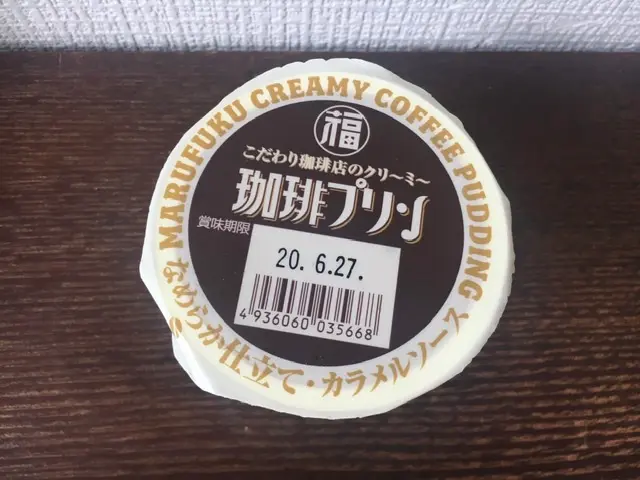 MARUFUKU CREAMY COFFEE PUDDING
福
こだわり珈琲店のクリ〜ミ〜
珈琲プリン
賞味期限
20. 6.27.
4 936060 035668
なめらか仕立て・カラメルソース